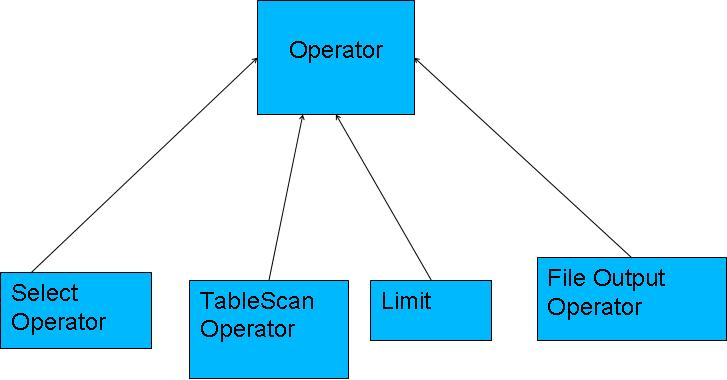 Operator
Select
Operator
TableScan
Operator
Limit
File Output
Operator